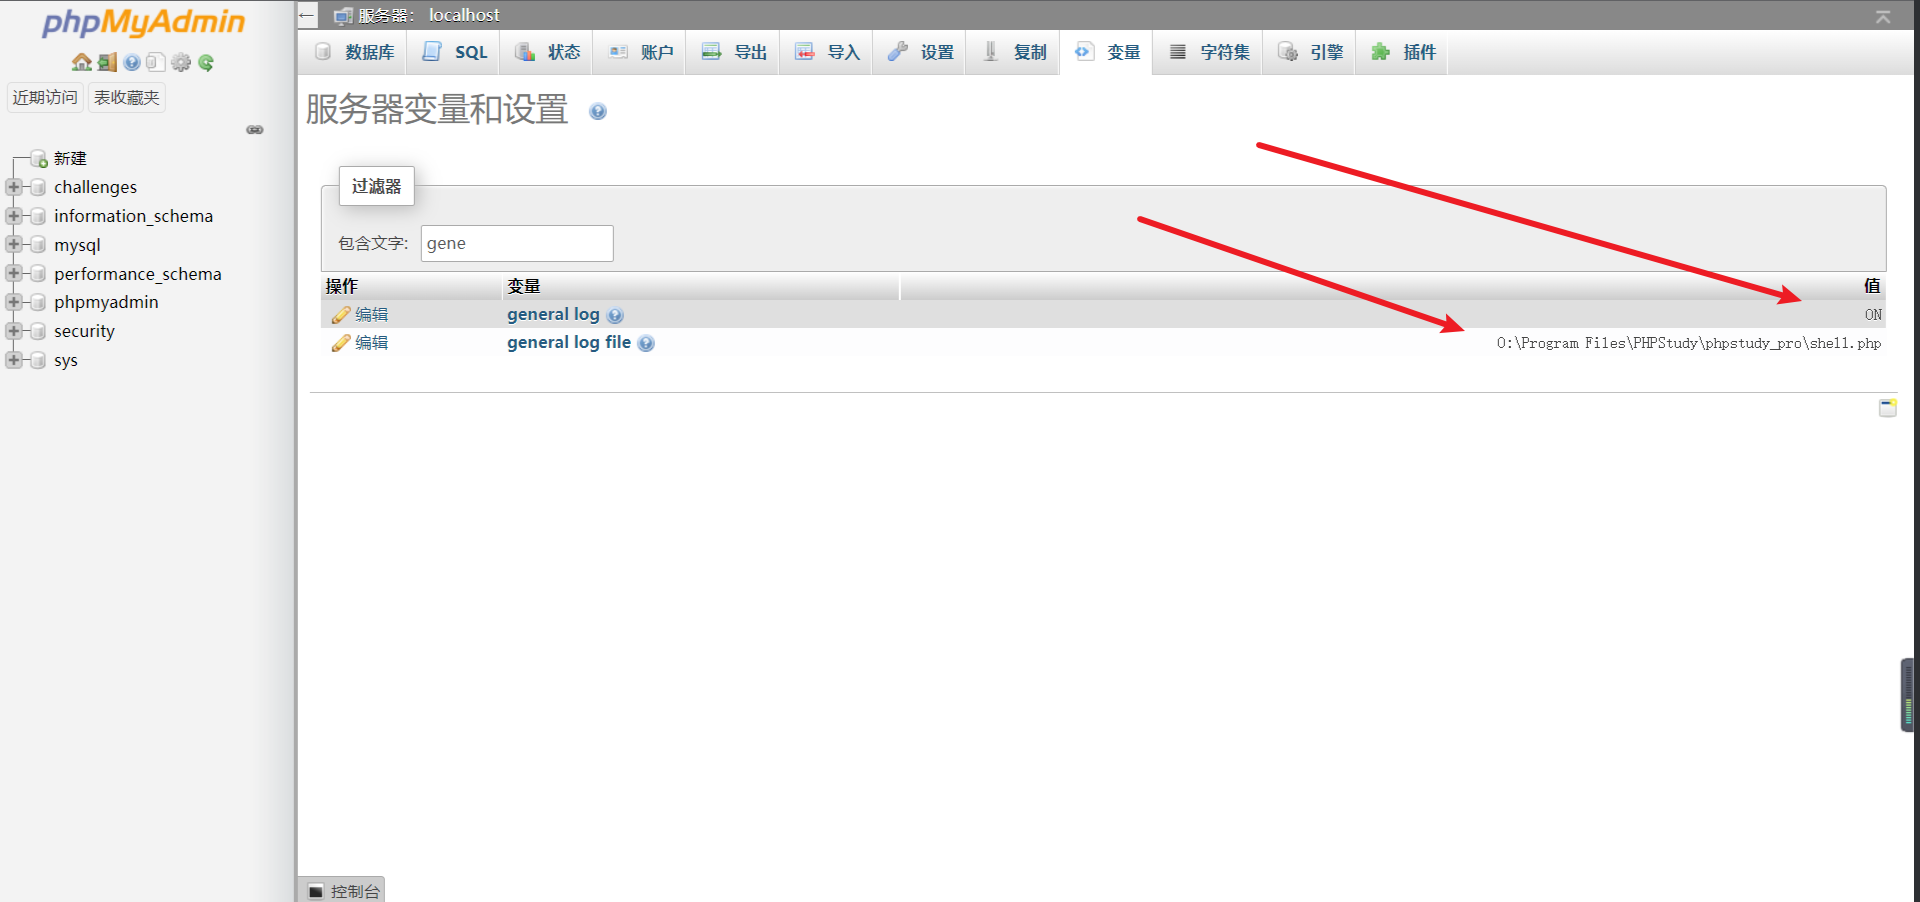 phpMyAdmin
近期访问 表收藏夹
新建
challenges
information_schema
mysql
performance_schema
phpmyadmin
security
sys
服务器： localhost
数据库 SQL 状态 账户 导出 导入 设置 复制 变量 字符集 引擎 插件
服务器变量和设置
过滤器
包含文字: gene
操作 变量 值
编辑 general log ON
编辑 general log file O:\Program Files\PHPStudy\phpstudy_pro\shell.php
控制台